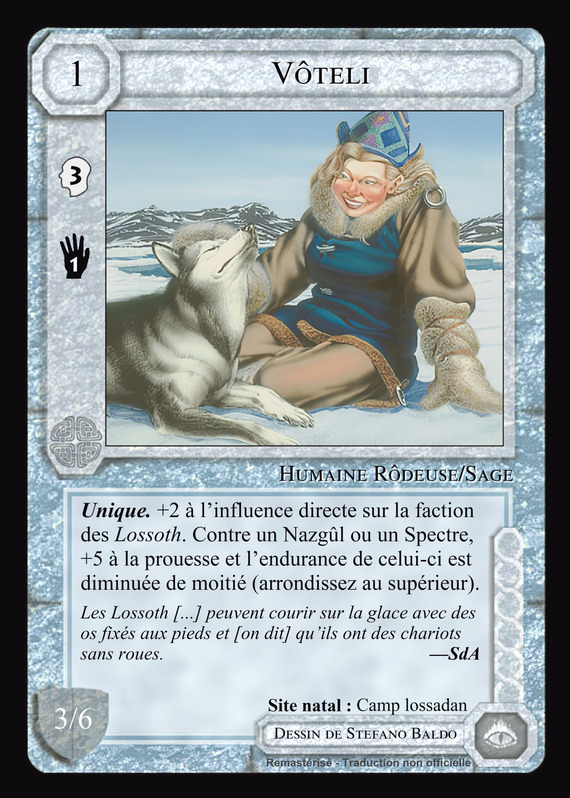 1
VÔTELI
3
1
HUMAINE RÔDEUSE/SAGE
Unique. +2 à l'influence directe sur la faction
des Lossoth. Contre un Nazgûl ou un Spectre,
+5 à la prouesse et l'endurance de celui-ci est
diminuée de moitié (arrondissez au supérieur).
Les Lossoth [...] peuvent courir sur la glace avec des
os fixés aux pieds et [on dit] qu'ils ont des chariots
sans roues. —SdA
Site natal : Camp lossadan
3/6
DESSIN DE STEFANO BALDO
Remastérisé - Traduction non officielle